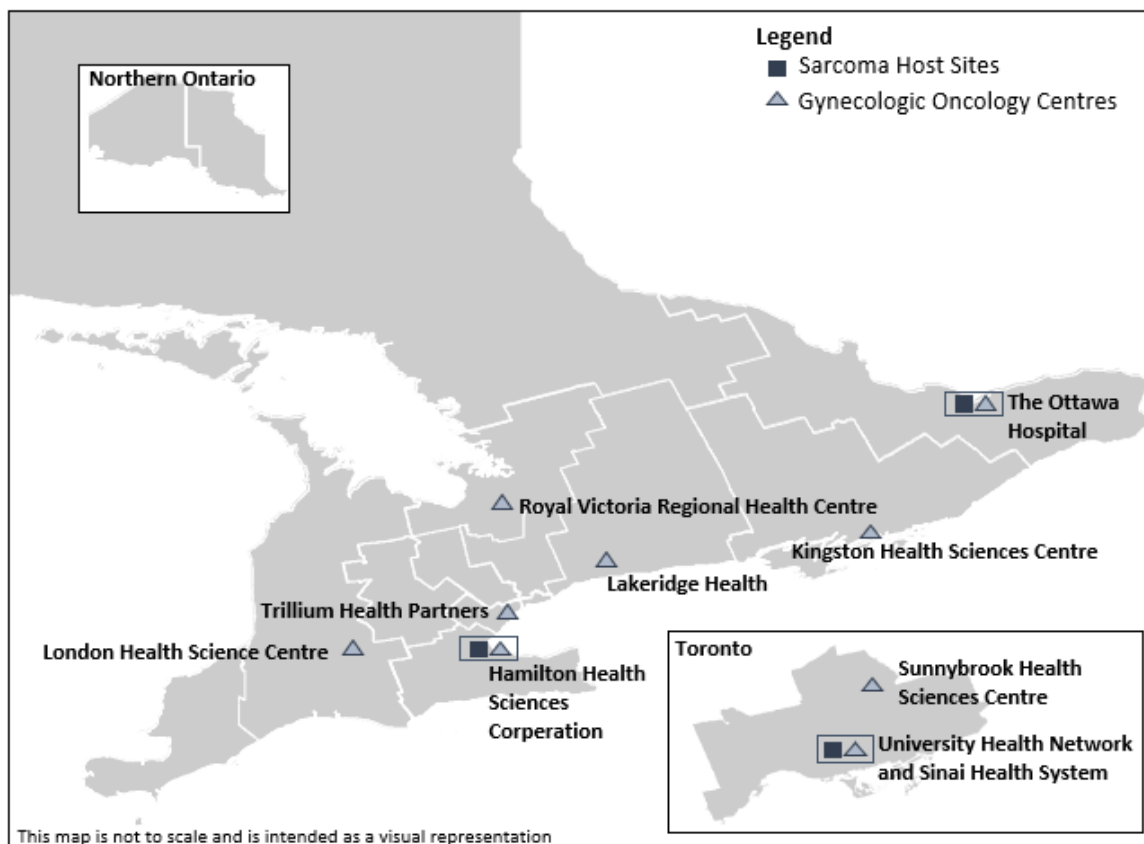 Legend
Sarcoma Host Sites
Gynecologic Oncology Centres
Northern Ontario
The Ottawa
Hospital
Royal Victoria Regional Health Centre
Kingston Health Sciences Centre
Lakeridge Health
Trillium Health Partners
London Health Science Centre
Hamilton Health
Sciences
Corperation
Toronto
Sunnybrook Health
Sciences Centre
University Health Network
and Sinai Health System
This map is not to scale and is intended as a visual representation